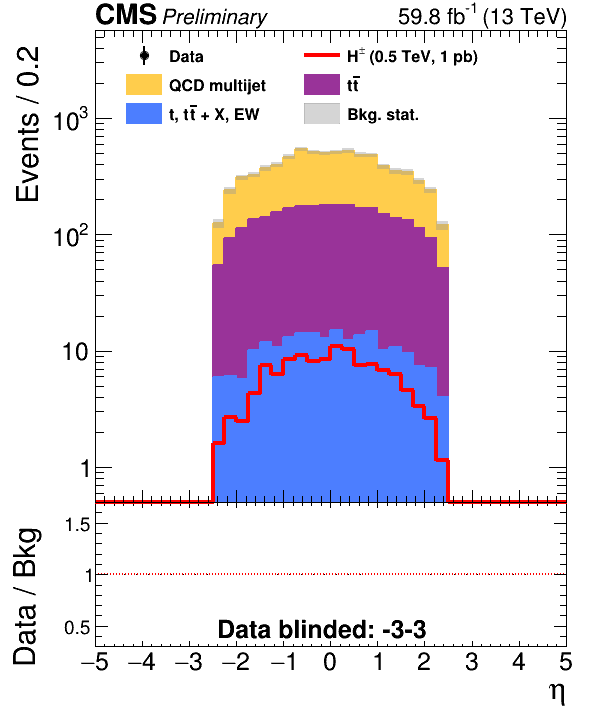 CMS Preliminary 59.8 fb⁻¹ (13 TeV)
Data H± (0.5 TeV, 1 pb)
QCD multijet tt̄
t, tt̄ + X, EW Bkg. stat.
Events / 0.2
10³
10²
10
1
Data / Bkg
1.5
1
0.5
Data blinded: -3-3
−5 −4 −3 −2 −1 0 1 2 3 4 5
η